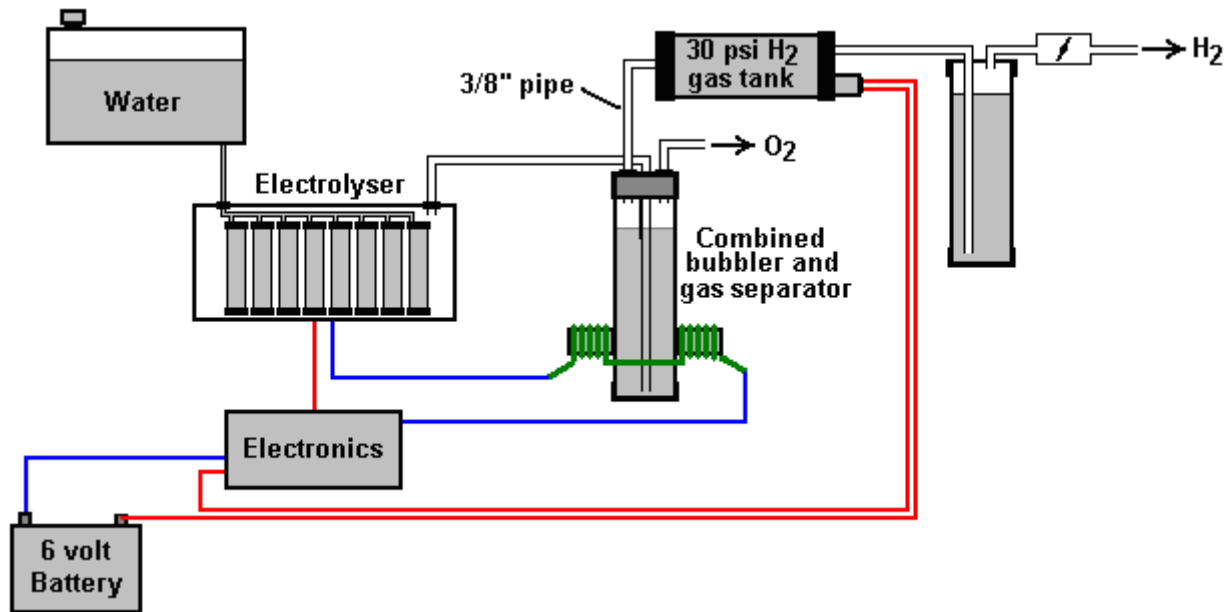 Water
30 psi H2
gas tank
H2
3/8" pipe
O2
Electrolyser
Combined
bubbler and
gas separator
Electronics
6 volt
Battery